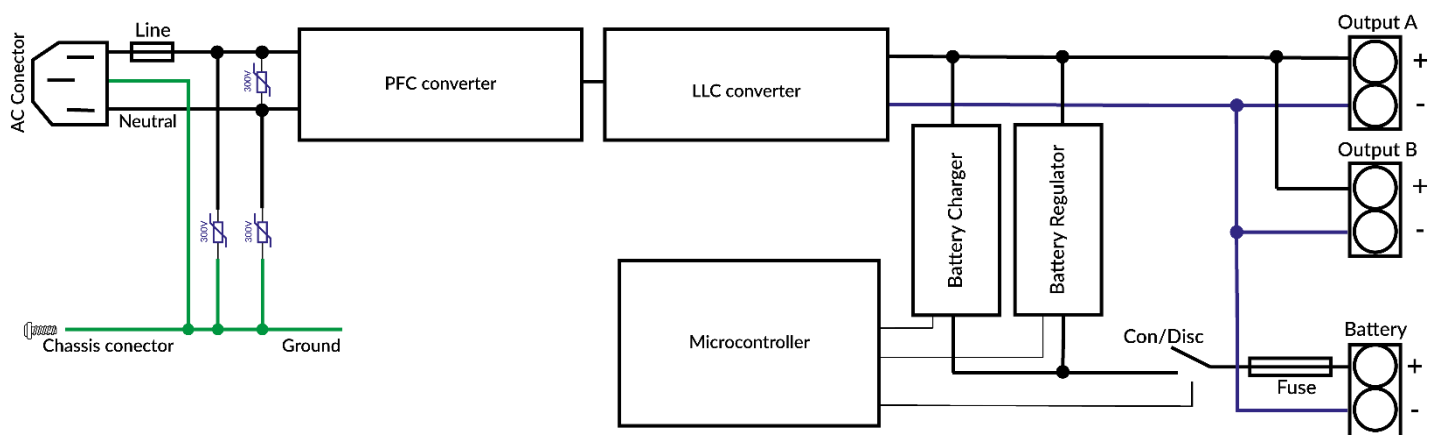 Line
AC Conector
300V
PFC converter
LLC converter
Output A
+
-
Neutral
Output B
+
-
300V
300V
Battery Charger
Battery Regulator
Microcontroller
Chassis conector
Ground
Con/Disc
Fuse
Battery
+
-